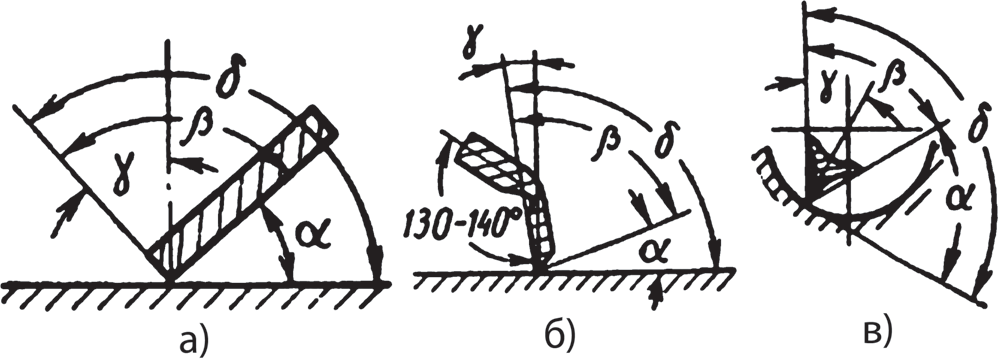 δ
β
γ
α
а)
γ
δ
β
130-140°
α
б)
β
γ
δ
α
в)